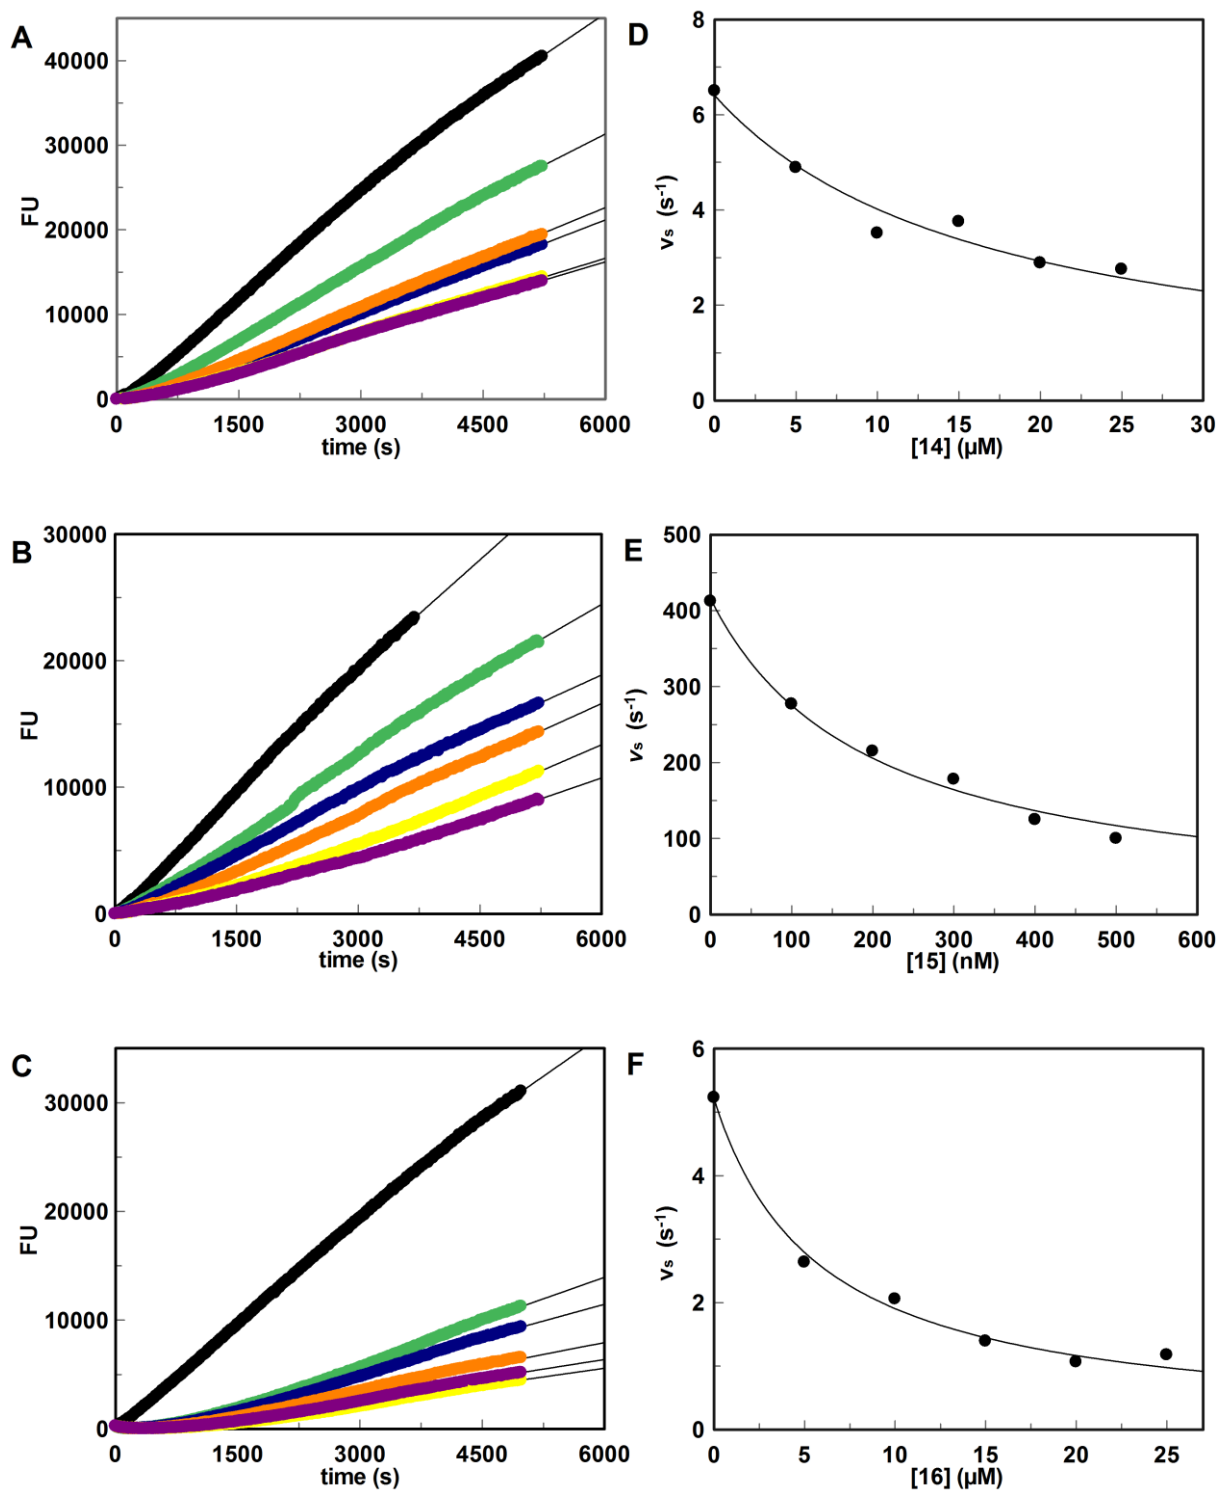 A
40000
30000
20000
10000
0
FU
0 1500 3000 4500 6000
time (s)
D
8
6
4
2
0
vs (s-1)
0 5 10 15 20 25 30
[14] (µM)
B
30000
20000
10000
0
FU
0 1500 3000 4500 6000
time (s)
E
500
400
300
200
100
0
vs (s-1)
0 100 200 300 400 500 600
[15] (nM)
C
30000
20000
10000
0
FU
0 1500 3000 4500 6000
time (s)
F
6
4
2
0
vs (s-1)
0 5 10 15 20 25
[16] (µM)